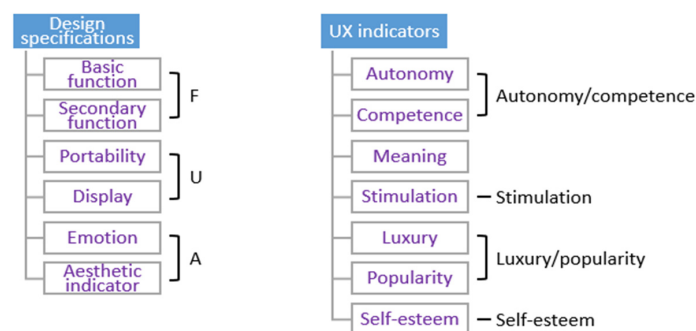 Design
specifications
Basic
function
Secondary
function
F
Portability
Display
U
Emotion
Aesthetic
indicator
A
UX indicators
Autonomy
Competence
Autonomy/competence
Meaning
Stimulation
Stimulation
Luxury
Popularity
Luxury/popularity
Self-esteem
Self-esteem